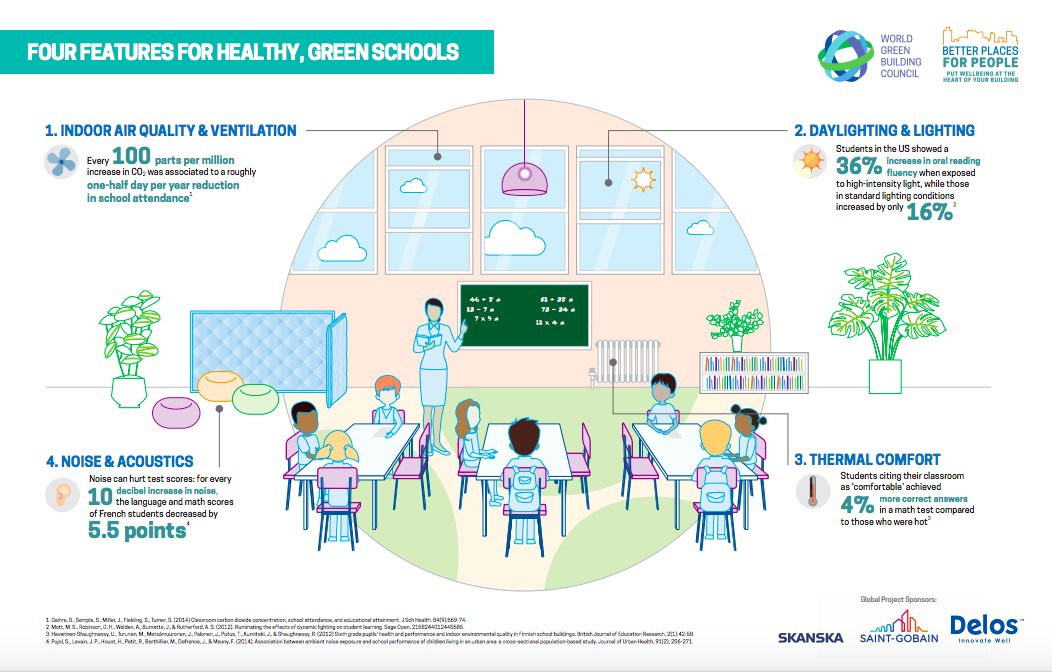 FOUR FEATURES FOR HEALTHY, GREEN SCHOOLS
WORLD
GREEN
BUILDING
COUNCIL
BETTER PLACES
FOR PEOPLE
PUT WELLBEING AT THE
HEART OF YOUR BUILDING
1. INDOOR AIR QUALITY & VENTILATION
Every 100 parts per million
increase in CO₂ was associated to a roughly
one-half day per year reduction
in school attendance¹
2. DAYLIGHTING & LIGHTING
Students in the US showed a
36% increase in oral reading
fluency when exposed
to high-intensity light, while those
in standard lighting conditions
increased by only 16%²
46 + 8 =
13 - 7 =
7 x 9 =
12 x 4 =
4. NOISE & ACOUSTICS
Noise can hurt test scores: for every
10 decibel increase in noise,
the language and math scores
of French students decreased by
5.5 points⁴
3. THERMAL COMFORT
Students citing their classroom
as 'comfortable' achieved
4% more correct answers
in a math test compared
to those who were hot³
1. Gaihre, S., Semple, S., Miller, J., Fielding, S., Turner, S. (2014) Classroom carbon dioxide concentration, school attendance, and educational attainment. J Sch Health. 84(9):569-74.
2. Mott, M. S., Robinson, D. H., Walden, A., Burnette, J., & Rutherford, A. S. (2012). Illuminating the effects of dynamic lighting on student learning. Sage Open, 2158244012445585.
3. Haverinen-Shaughnessy, U., Turunen, M., Metsämuuronen, J., Palonen, J., Putus, T., Kurnitski, J., & Shaughnessy, R. (2012) Sixth grade pupils' health and performance and indoor environmental quality in Finnish school buildings. British Journal of Education Research, 2(1):42-58.
4. Pujol, S., Levain, J. P., Houot, H., Petit, R., Berthillier, M., Defrance, J., & Mauny, F. (2014). Association between ambient noise exposure and school performance of children living in an urban area: a cross-sectional population-based study. Journal of Urban Health, 91(2), 256-271.
Global Project Sponsors:
SKANSKA
SAINT-GOBAIN
Delos™
Innovate Well